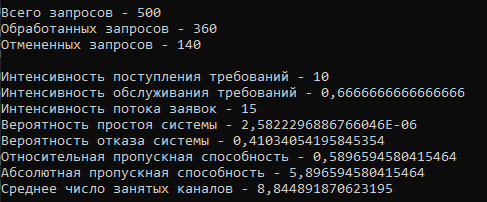 Всего запросов - 500
Обработанных запросов - 360
Отмененных запросов - 140
Интенсивность поступления требований - 10
Интенсивность обслуживания требований - 0,6666666666666666
Интенсивность потока заявок - 15
Вероятность простоя системы - 2,5822296886766046E-06
Вероятность отказа системы - 0,41034054195845354
Относительная пропускная способность - 0,5896594580415464
Абсолютная пропускная способность - 5,896594580415464
Среднее число занятых каналов - 8,844891870623195